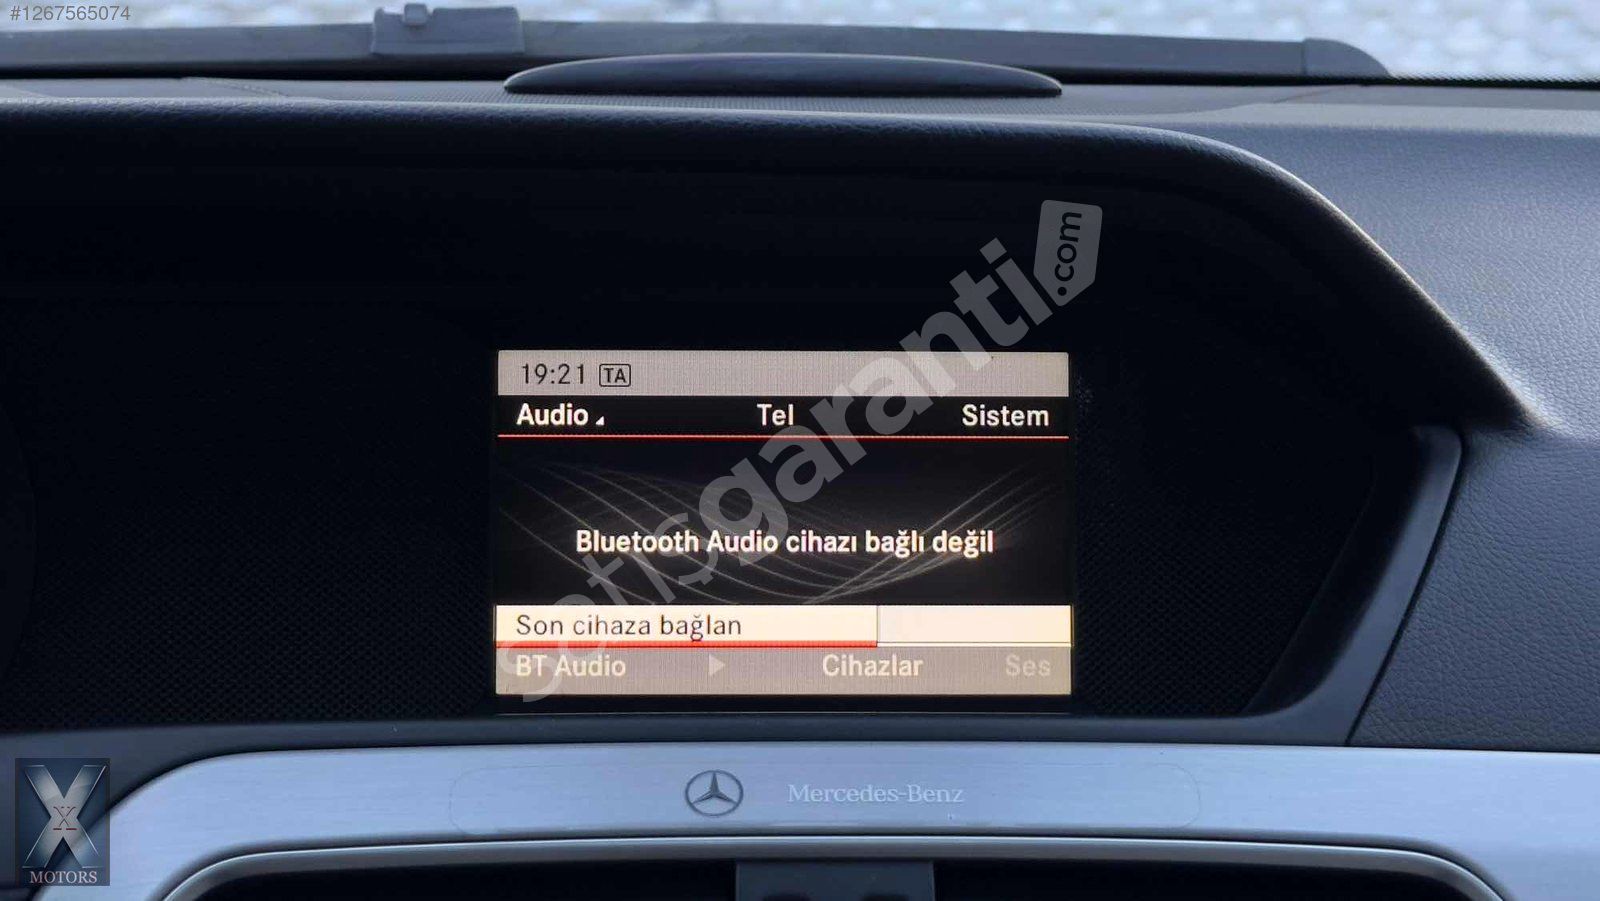 #1267565074
satışgaranti.com
19:21 TA
Audio Tel Sistem
Bluetooth Audio cihazı bağlı değil
Son cihaza bağlan
BT Audio Cihazlar Ses
Mercedes-Benz
X
MOTORS